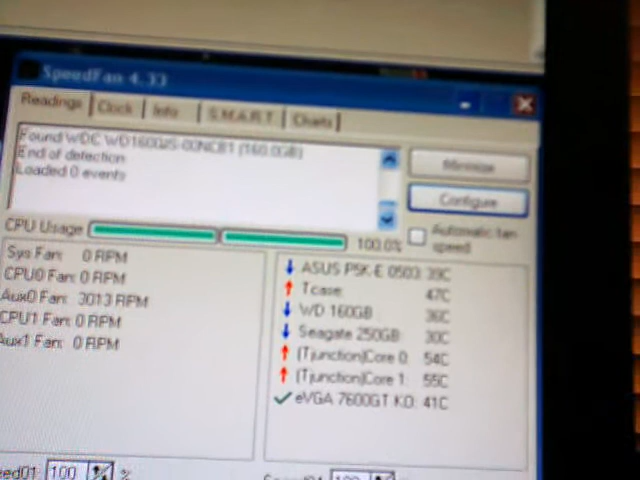 SpeedFan 4.33
Readings Clock Info S.M.A.R.T. Charts
Found WDC WD1600JS-00NCB1 (160.0GB)
End of detection
Loaded 0 events
Minimize
Configure
CPU Usage 100.0% Automatic fan speed
Sys Fan: 0 RPM
CPU0 Fan: 0 RPM
Aux0 Fan: 3013 RPM
CPU1 Fan: 0 RPM
Aux1 Fan: 0 RPM
ASUS P5K-E 0503: 39C
Tcase: 47C
WD 160GB: 36C
Seagate 250GB: 30C
(Tjunction)Core 0: 54C
(Tjunction)Core 1: 55C
eVGA 7600GT KO: 41C
100 %